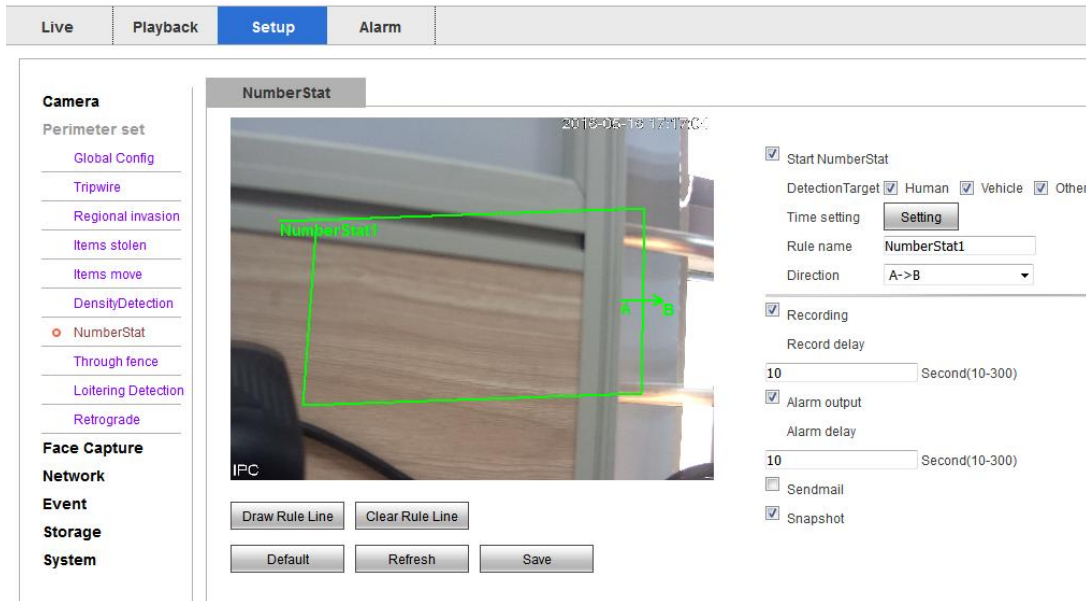 Live Playback Setup Alarm
NumberStat
Camera
Perimeter set
Global Config
Tripwire
Regional invasion
Items stolen
Items move
DensityDetection
NumberStat
Through fence
Loitering Detection
Retrograde
Face Capture
Network
Event
Storage
System
NumberStat1
A B
IPC
Draw Rule Line Clear Rule Line
Default Refresh Save
Start NumberStat
DetectionTarget Human Vehicle Other
Time setting Setting
Rule name NumberStat1
Direction A->B
Recording
Record delay
10 Second(10-300)
Alarm output
Alarm delay
10 Second(10-300)
Sendmail
Snapshot